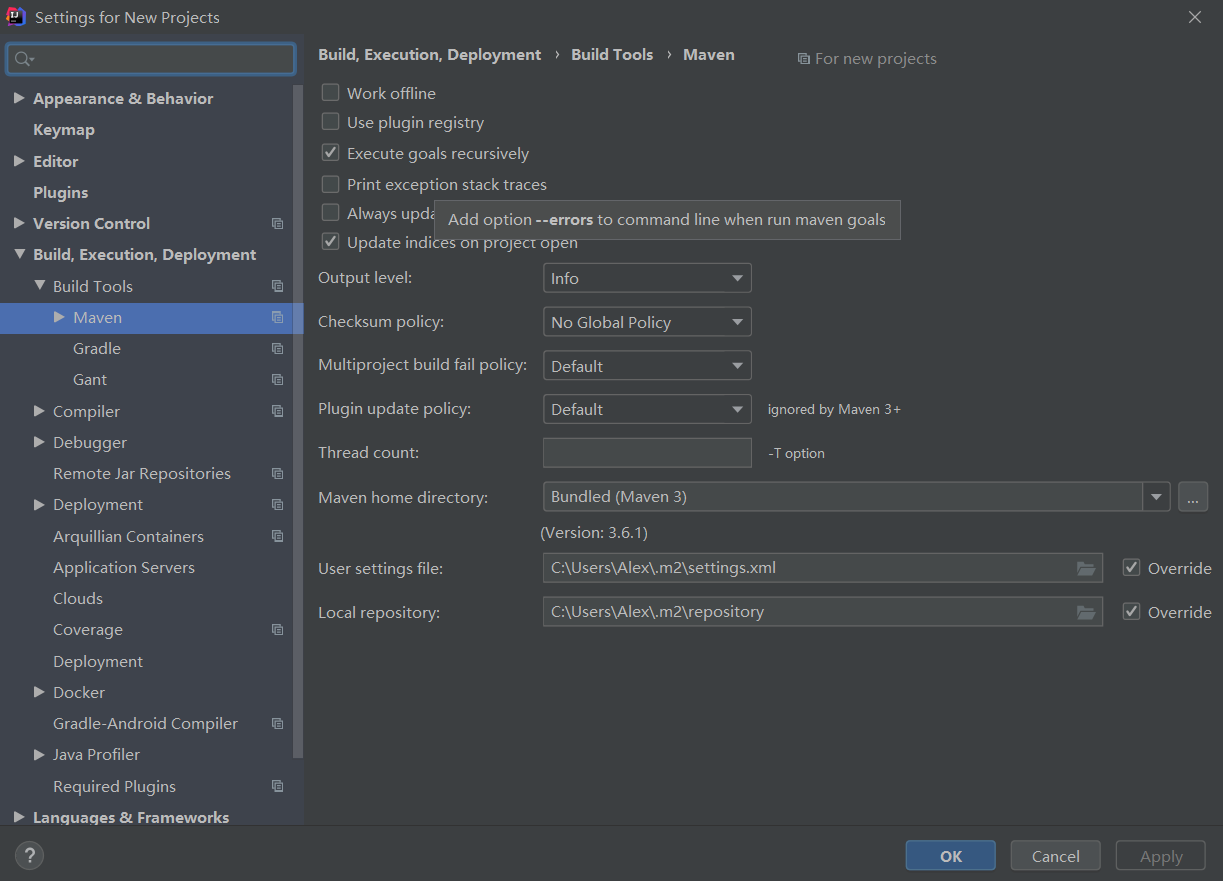 Settings for New Projects
Build, Execution, Deployment › Build Tools › Maven For new projects
Appearance & Behavior
Keymap
Editor
Plugins
Version Control
Build, Execution, Deployment
Build Tools
Maven
Gradle
Gant
Compiler
Debugger
Remote Jar Repositories
Deployment
Arquillian Containers
Application Servers
Clouds
Coverage
Deployment
Docker
Gradle-Android Compiler
Java Profiler
Required Plugins
Languages & Frameworks
Work offline
Use plugin registry
Execute goals recursively
Print exception stack traces
Always upda
Add option --errors to command line when run maven goals
Update indices on project open
Output level: Info
Checksum policy: No Global Policy
Multiproject build fail policy: Default
Plugin update policy: Default ignored by Maven 3+
Thread count: -T option
Maven home directory: Bundled (Maven 3) ...
(Version: 3.6.1)
User settings file: C:\Users\Alex\.m2\settings.xml Override
Local repository: C:\Users\Alex\.m2\repository Override
? OK Cancel Apply